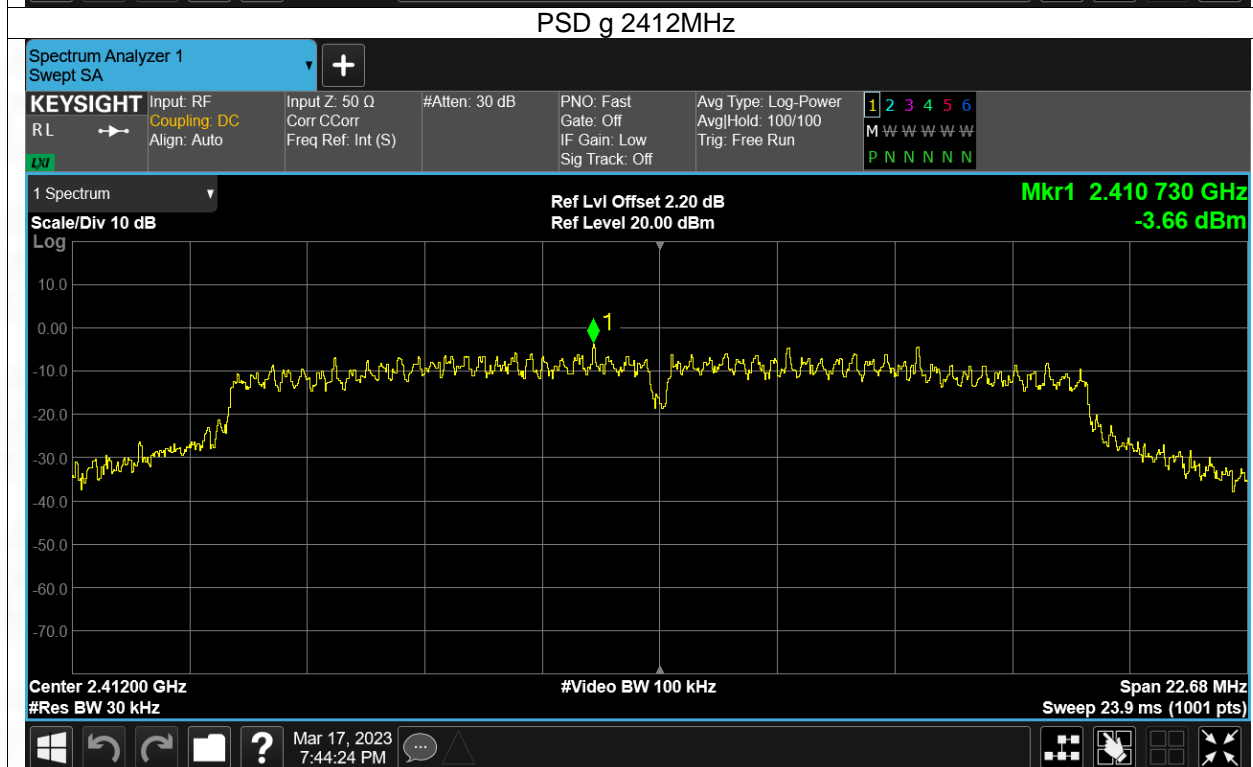 PSD g 2412MHz
Spectrum Analyzer 1
Swept SA
KEYSIGHT
RL
LXI
Input: RF
Coupling: DC
Align: Auto
Input Z: 50 Ω
Corr CCorr
Freq Ref: Int (S)
#Atten: 30 dB
PNO: Fast
Gate: Off
IF Gain: Low
Sig Track: Off
Avg Type: Log-Power
Avg|Hold: 100/100
Trig: Free Run
1 2 3 4 5 6
M W W W W W
P N N N N N
1 Spectrum
Scale/Div 10 dB
Ref Lvl Offset 2.20 dB
Ref Level 20.00 dBm
Mkr1 2.410 730 GHz
-3.66 dBm
Log
10.0
0.00
-10.0
-20.0
-30.0
-40.0
-50.0
-60.0
-70.0
1
Center 2.41200 GHz
#Res BW 30 kHz
#Video BW 100 kHz
Span 22.68 MHz
Sweep 23.9 ms (1001 pts)
?
Mar 17, 2023
7:44:24 PM